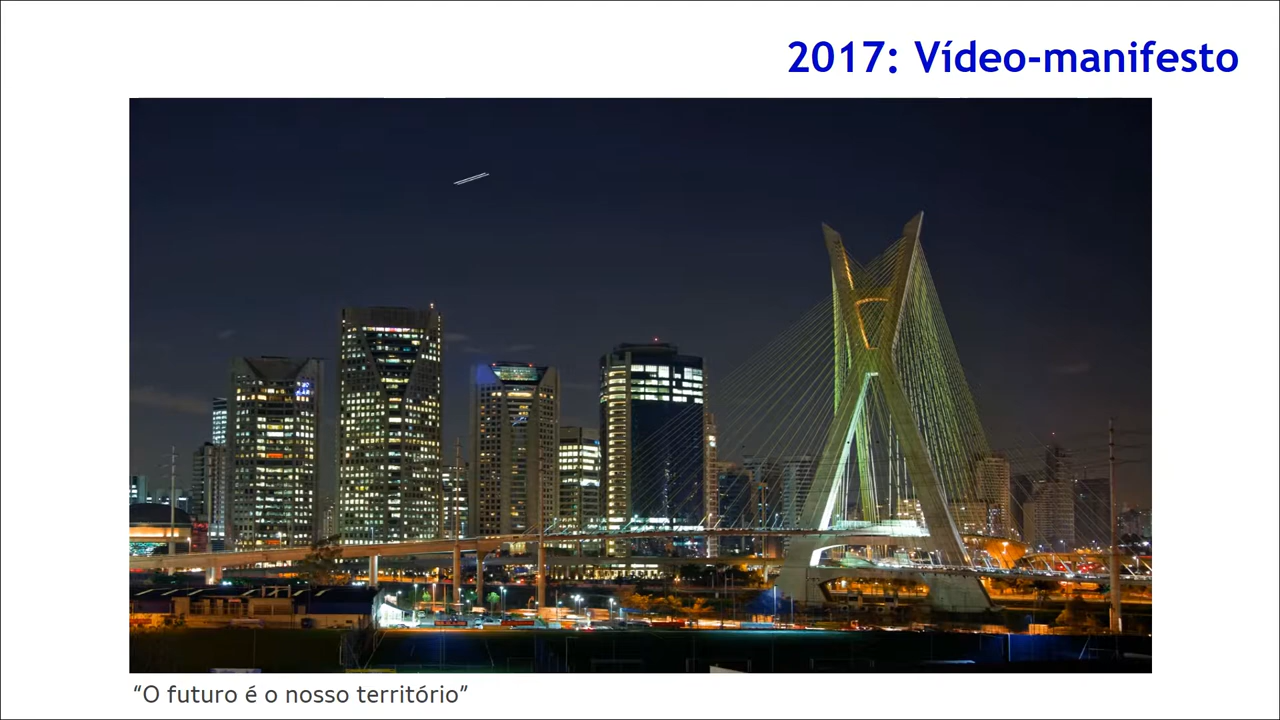 2017: Vídeo-manifesto
“O futuro é o nosso território”